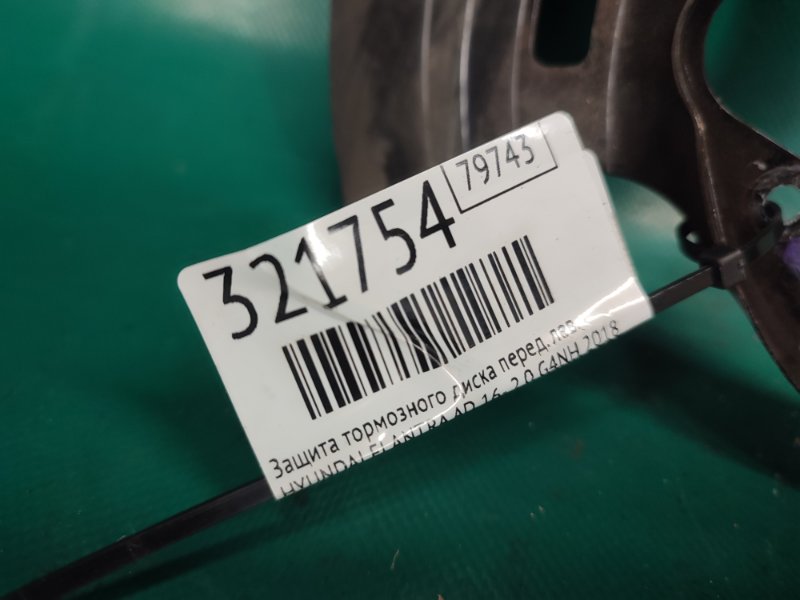 79743
321754
Защита тормозного диска перед.лев.
HYUNDAI ELANTRA AD 16- 2.0 G4NH 2018